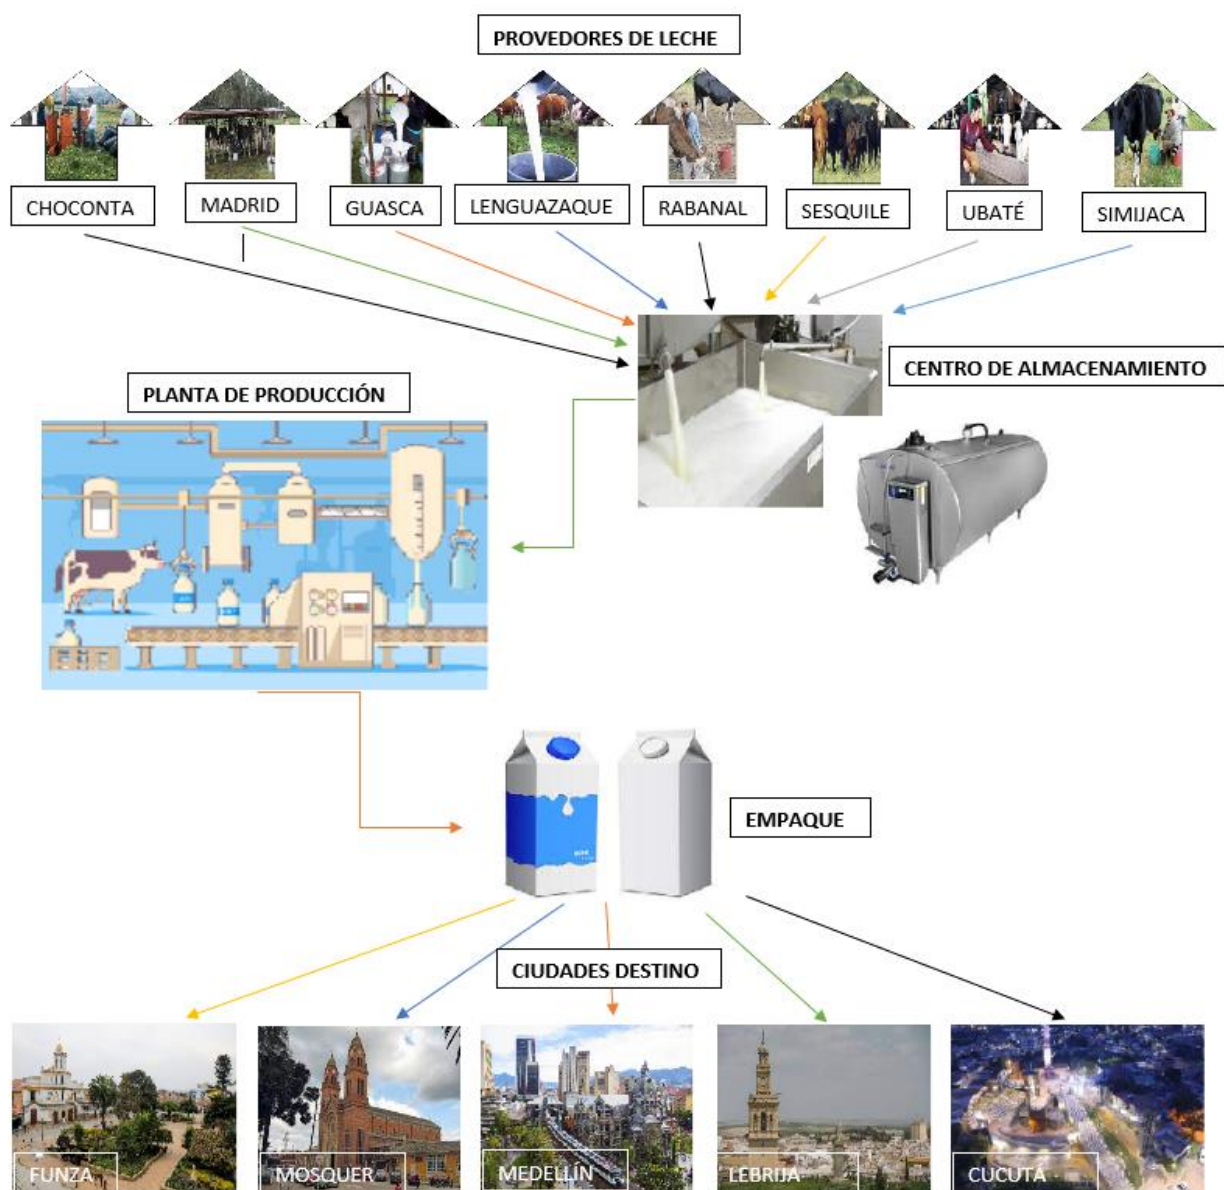 PROVEDORES DE LECHE
CHOCONTA
MADRID
GUASCA
LENGUAZAQUE
RABANAL
SESQUILE
UBATÉ
SIMIJACA
CENTRO DE ALMACENAMIENTO
PLANTA DE PRODUCCIÓN
EMPAQUE
CIUDADES DESTINO
FUNZA
MOSQUER
MEDELLÍN
LEBRIJA
CUCUTÁ